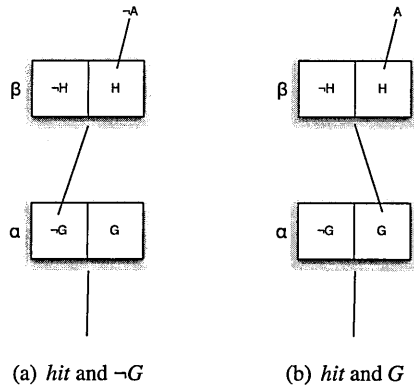 ¬A A
β ¬H H β ¬H H
α ¬G G α ¬G G
(a) hit and ¬G (b) hit and G